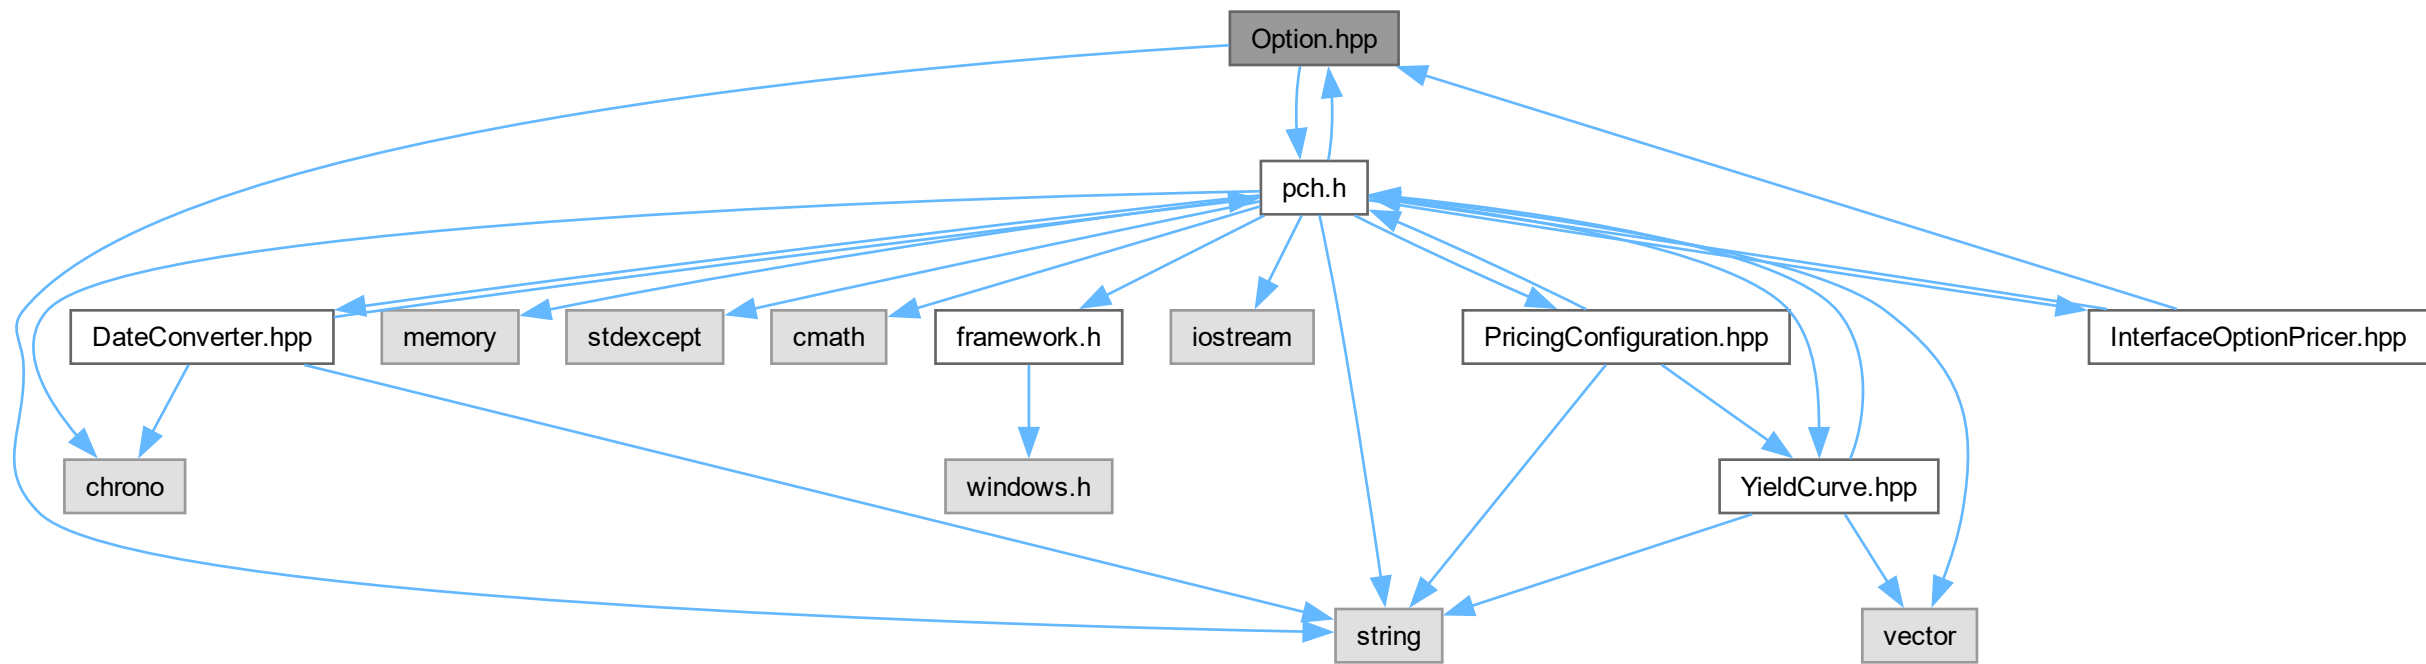 Option.hpp
pch.h
DateConverter.hpp
memory
stdexcept
cmath
framework.h
iostream
PricingConfiguration.hpp
InterfaceOptionPricer.hpp
chrono
windows.h
YieldCurve.hpp
string
vector